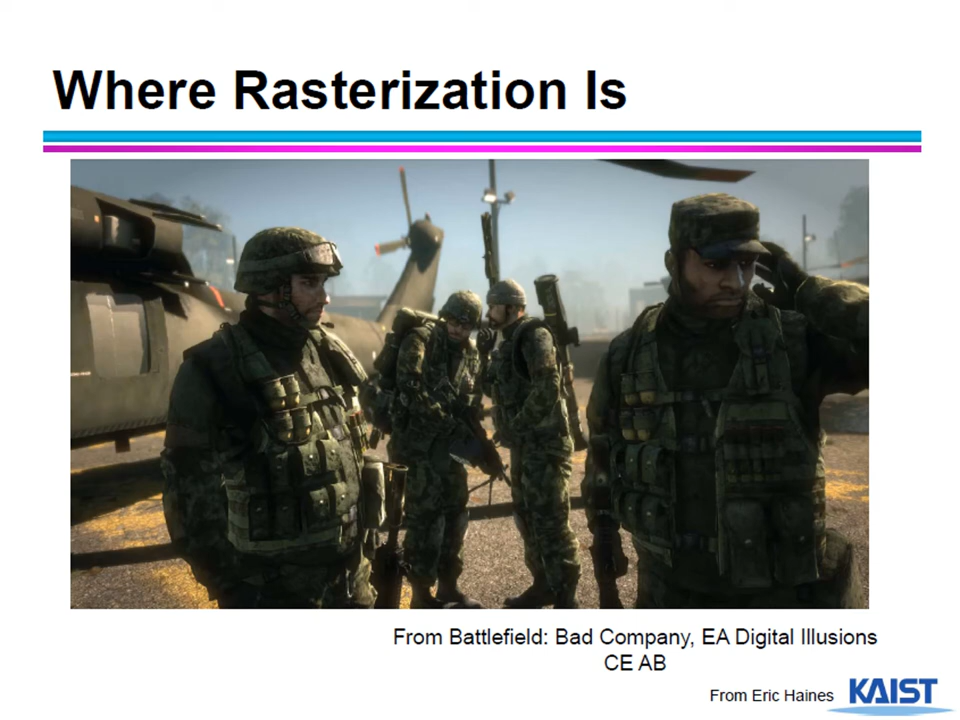 Where Rasterization Is
From Battlefield: Bad Company, EA Digital Illusions
CE AB
From Eric Haines
KAIST